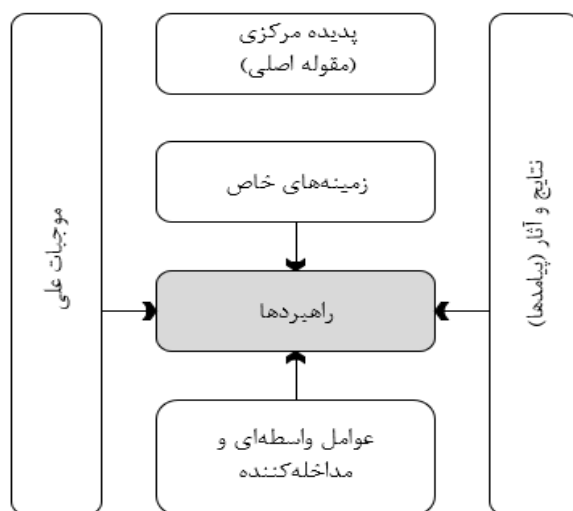 پدیده مرکزی
(مقوله اصلی)
زمینه‌های خاص
راهبردها
عوامل واسطه‌ای و
مداخله‌کننده
نتایج و آثار (پیامدها)
موجبات علی